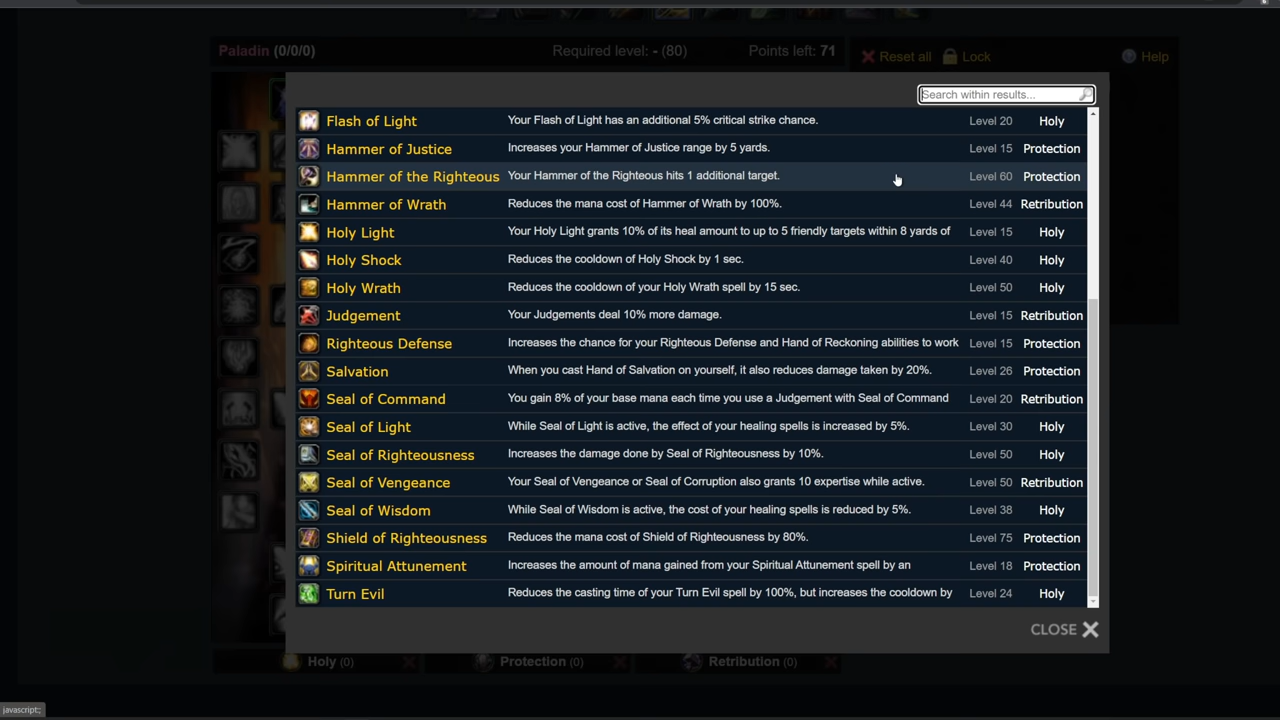 Paladin (0/0/0) Required level: - (80) Points left: 71 Reset all Lock Help
Search within results...
Flash of Light Your Flash of Light has an additional 5% critical strike chance. Level 20 Holy
Hammer of Justice Increases your Hammer of Justice range by 5 yards. Level 15 Protection
Hammer of the Righteous Your Hammer of the Righteous hits 1 additional target. Level 60 Protection
Hammer of Wrath Reduces the mana cost of Hammer of Wrath by 100%. Level 44 Retribution
Holy Light Your Holy Light grants 10% of its heal amount to up to 5 friendly targets within 8 yards of Level 15 Holy
Holy Shock Reduces the cooldown of Holy Shock by 1 sec. Level 40 Holy
Holy Wrath Reduces the cooldown of your Holy Wrath spell by 15 sec. Level 50 Holy
Judgement Your Judgements deal 10% more damage. Level 15 Retribution
Righteous Defense Increases the chance for your Righteous Defense and Hand of Reckoning abilities to work Level 15 Protection
Salvation When you cast Hand of Salvation on yourself, it also reduces damage taken by 20%. Level 26 Protection
Seal of Command You gain 8% of your base mana each time you use a Judgement with Seal of Command Level 20 Retribution
Seal of Light While Seal of Light is active, the effect of your healing spells is increased by 5%. Level 30 Holy
Seal of Righteousness Increases the damage done by Seal of Righteousness by 10%. Level 50 Holy
Seal of Vengeance Your Seal of Vengeance or Seal of Corruption also grants 10 expertise while active. Level 50 Retribution
Seal of Wisdom While Seal of Wisdom is active, the cost of your healing spells is reduced by 5%. Level 38 Holy
Shield of Righteousness Reduces the mana cost of Shield of Righteousness by 80%. Level 75 Protection
Spiritual Attunement Increases the amount of mana gained from your Spiritual Attunement spell by an Level 18 Protection
Turn Evil Reduces the casting time of your Turn Evil spell by 100%, but increases the cooldown by Level 24 Holy
CLOSE
Holy (0) Protection (0) Retribution (0)
javascript:;